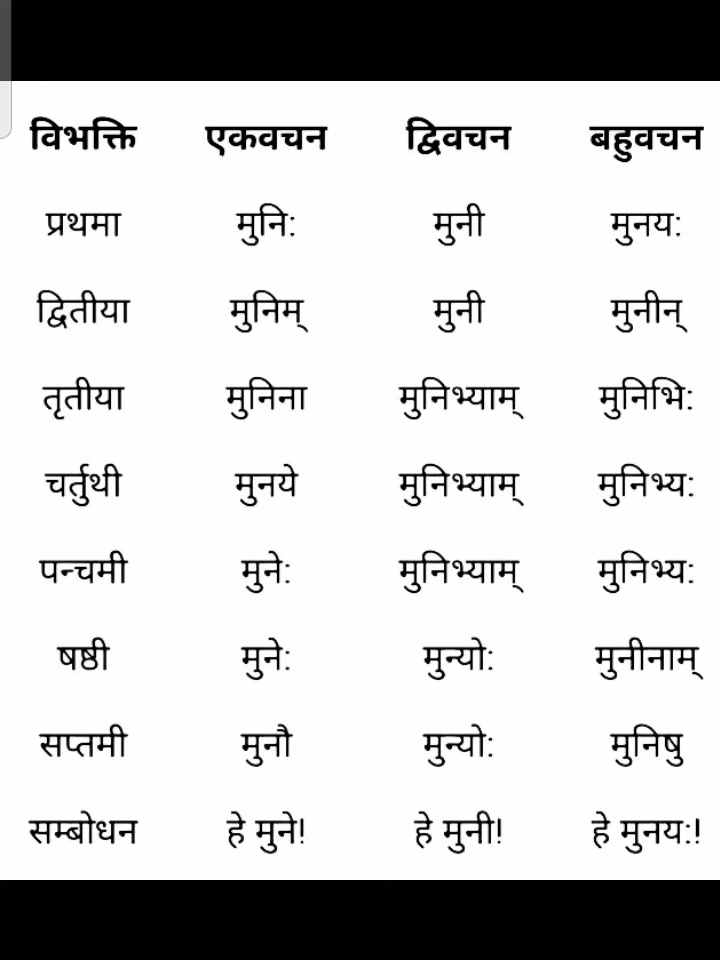 विभक्ति एकवचन द्विवचन बहुवचन
प्रथमा मुनि: मुनी मुनय:
द्वितीया मुनिम् मुनी मुनीन्
तृतीया मुनिना मुनिभ्याम् मुनिभि:
चर्तुथी मुनये मुनिभ्याम् मुनिभ्य:
पन्चमी मुने: मुनिभ्याम् मुनिभ्य:
षष्ठी मुने: मुन्यो: मुनीनाम्
सप्तमी मुनौ मुन्यो: मुनिषु
सम्बोधन हे मुने! हे मुनी! हे मुनय:!